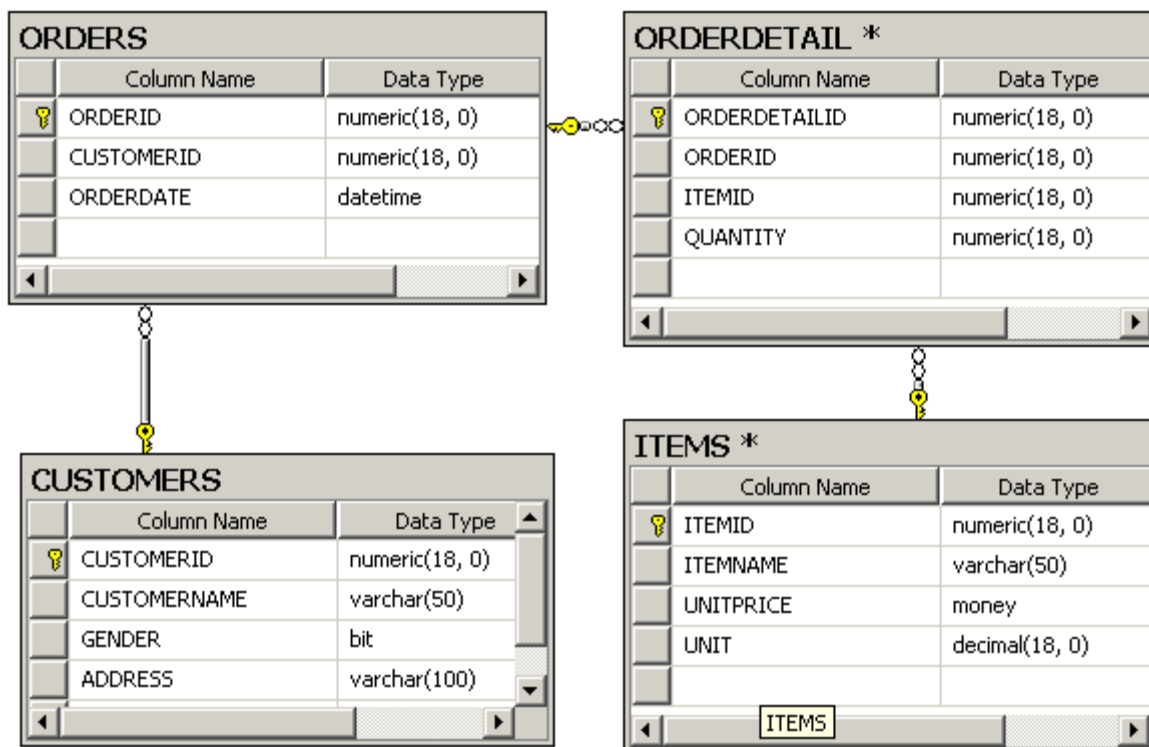 ORDERS
Column Name Data Type
ORDERID numeric(18, 0)
CUSTOMERID numeric(18, 0)
ORDERDATE datetime
ORDERDETAIL *
Column Name Data Type
ORDERDETAILID numeric(18, 0)
ORDERID numeric(18, 0)
ITEMID numeric(18, 0)
QUANTITY numeric(18, 0)
CUSTOMERS
Column Name Data Type
CUSTOMERID numeric(18, 0)
CUSTOMERNAME varchar(50)
GENDER bit
ADDRESS varchar(100)
ITEMS *
Column Name Data Type
ITEMID numeric(18, 0)
ITEMNAME varchar(50)
UNITPRICE money
UNIT decimal(18, 0)
ITEMS